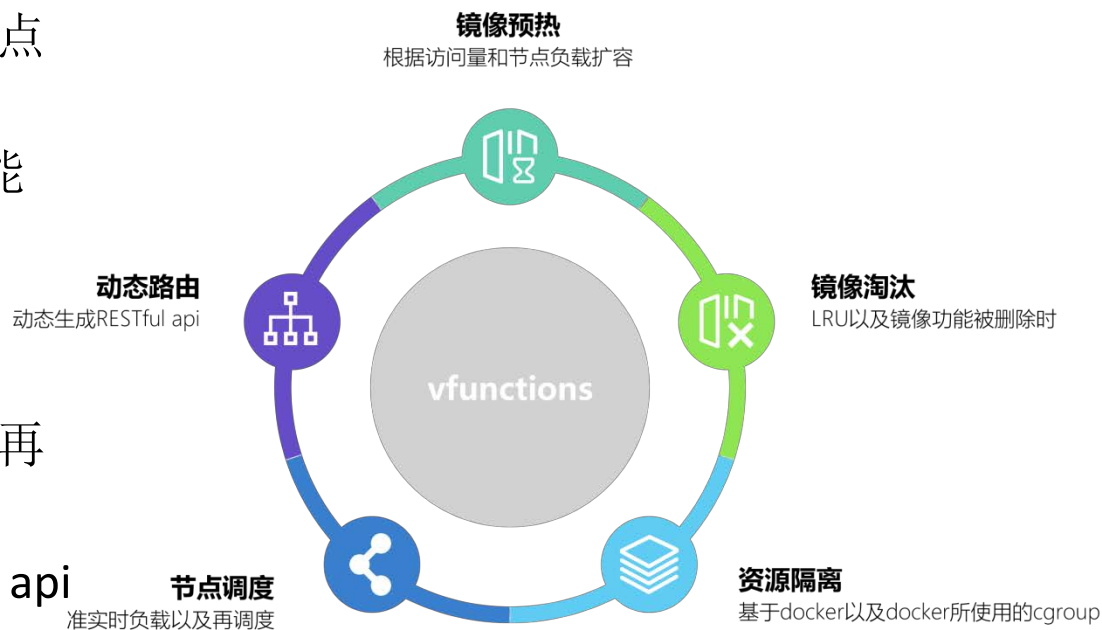 点
能
再
api
镜像预热
根据访问量和节点负载扩容
动态路由
动态生成RESTful api
镜像淘汰
LRU以及镜像功能被删除时
vfunctions
节点调度
准实时负载以及再调度
资源隔离
基于docker以及docker所使用的cgroup